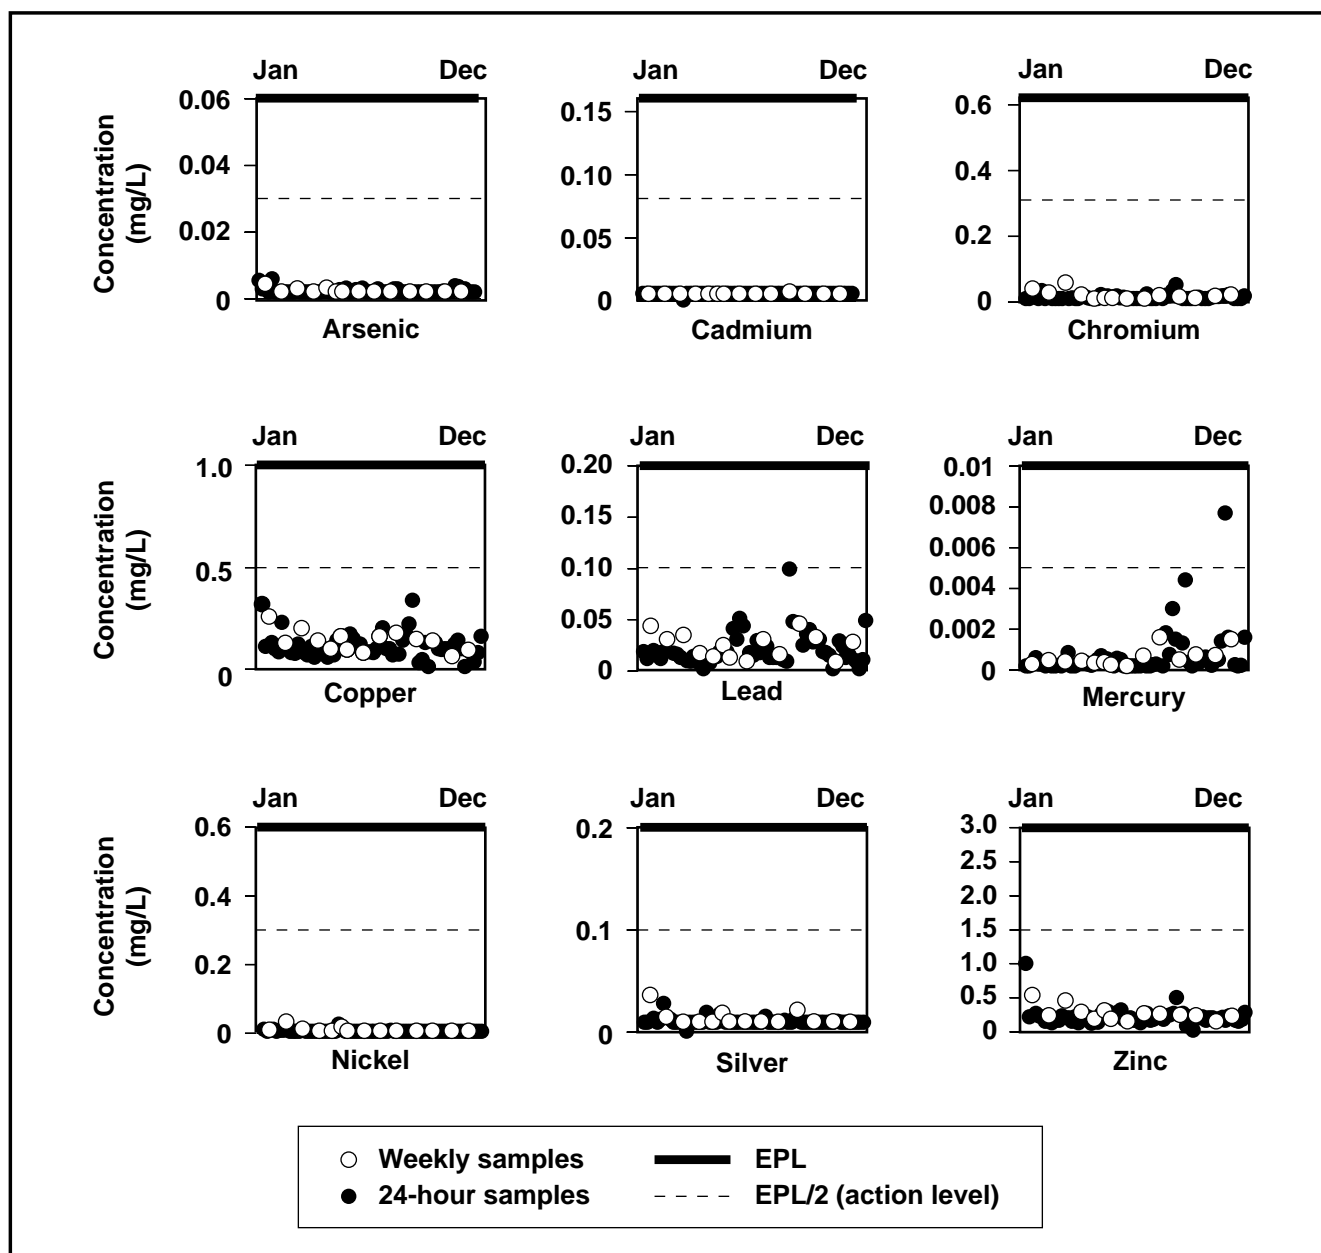 Jan Dec
Jan Dec
Jan Dec
Concentration
(mg/L)
0.06
0.04
0.02
0
Arsenic
0.15
0.10
0.05
0
Cadmium
0.6
0.4
0.2
0
Chromium
Jan Dec
Jan Dec
Jan Dec
Concentration
(mg/L)
1.0
0.5
0
Copper
0.20
0.15
0.10
0.05
0
Lead
0.01
0.008
0.006
0.004
0.002
0
Mercury
Jan Dec
Jan Dec
Jan Dec
Concentration
(mg/L)
0.6
0.4
0.2
0
Nickel
0.2
0.1
0
Silver
3.0
2.5
2.0
1.5
1.0
0.5
0
Zinc
Weekly samples
EPL
24-hour samples
EPL/2 (action level)